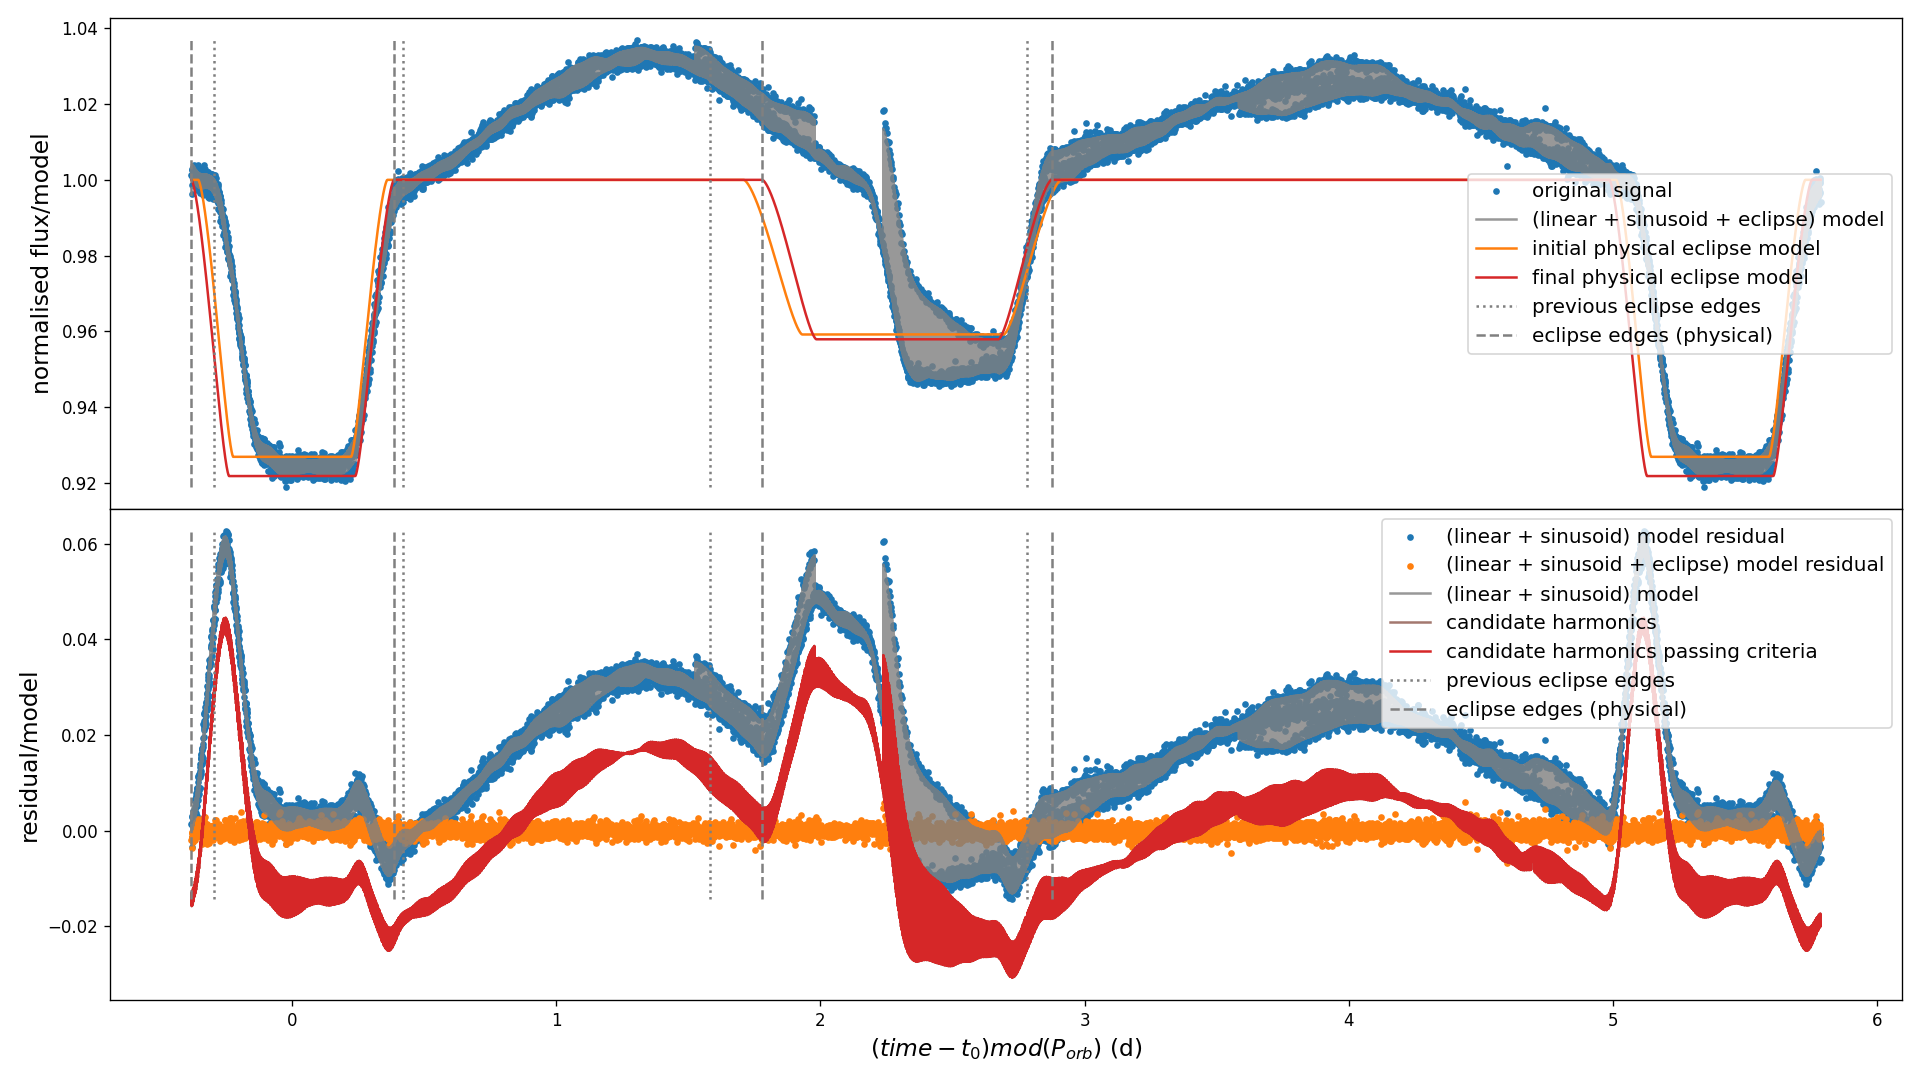 1.04
1.02
1.00
0.98
0.96
0.94
0.92
normalised flux/model
original signal
(linear + sinusoid + eclipse) model
initial physical eclipse model
final physical eclipse model
previous eclipse edges
eclipse edges (physical)
0.06
0.04
0.02
0.00
−0.02
residual/model
(linear + sinusoid) model residual
(linear + sinusoid + eclipse) model residual
(linear + sinusoid) model
candidate harmonics
candidate harmonics passing criteria
previous eclipse edges
eclipse edges (physical)
0 1 2 3 4 5 6
(time − t₀)mod(P_orb) (d)